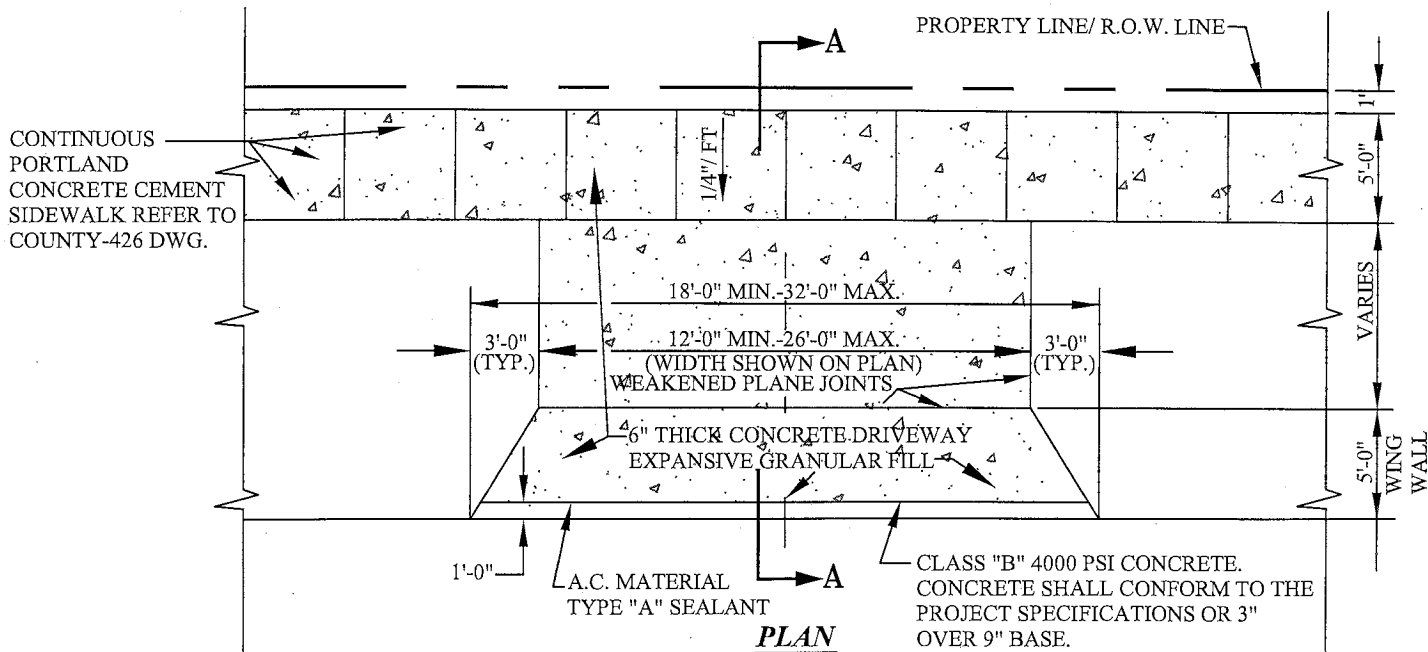 A
PROPERTY LINE/ R.O.W. LINE
1"
CONTINUOUS
PORTLAND
CONCRETE CEMENT
SIDEWALK REFER TO
COUNTY-426 DWG.
1/4"/ FT
5'-0"
18'-0" MIN.-32'-0" MAX.
VARIES
3'-0"
(TYP.)
12'-0" MIN.-26'-0" MAX.
(WIDTH SHOWN ON PLAN)
3'-0"
(TYP.)
WEAKENED PLANE JOINTS
6" THICK CONCRETE DRIVEWAY
EXPANSIVE GRANULAR FILL
5'-0"
WING
WALL
1'-0"
A.C. MATERIAL
TYPE "A" SEALANT
A
CLASS "B" 4000 PSI CONCRETE.
CONCRETE SHALL CONFORM TO THE
PROJECT SPECIFICATIONS OR 3"
OVER 9" BASE.
PLAN